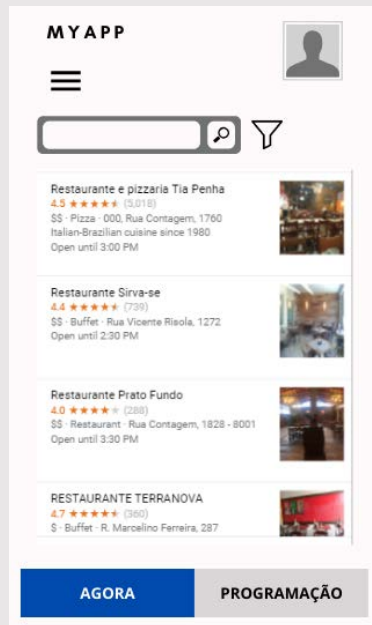 MYAPP
Restaurante e pizzaria Tia Penha
4.5 ★★★★★ (5,018)
$$ · Pizza · 000, Rua Contagem, 1760
Italian-Brazilian cuisine since 1980
Open until 3:00 PM
Restaurante Sirva-se
4.4 ★★★★★ (739)
$$ · Buffet · Rua Vicente Risola, 1272
Open until 2:30 PM
Restaurante Prato Fundo
4.0 ★★★★★ (288)
$$ · Restaurant · Rua Contagem, 1828 - 8001
Open until 3:30 PM
RESTAURANTE TERRANOVA
4.7 ★★★★★ (360)
$ · Buffet · R. Marcelino Ferreira, 287
AGORA
PROGRAMAÇÃO